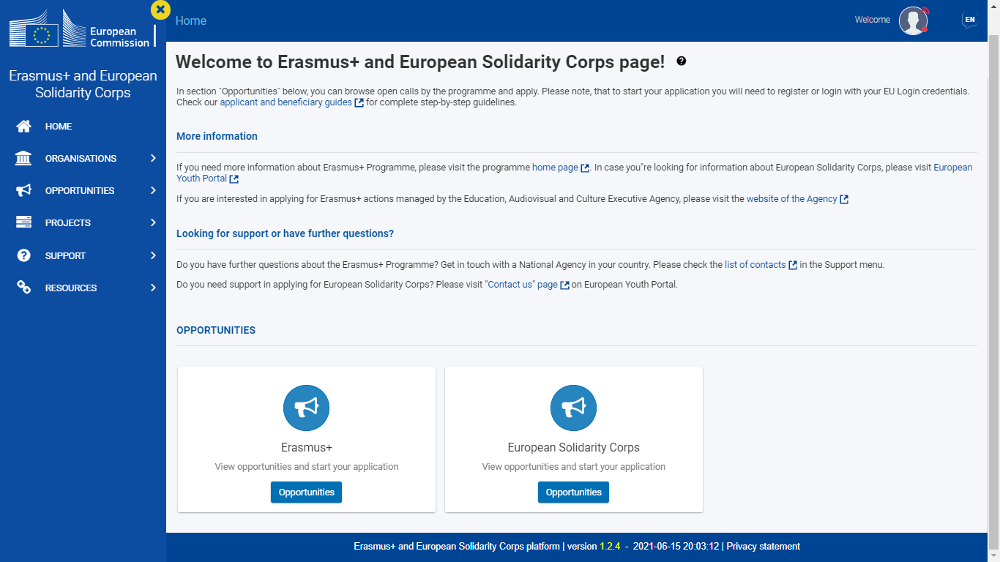 European
Commission
Erasmus+ and European
Solidarity Corps
HOME
ORGANISATIONS
OPPORTUNITIES
PROJECTS
SUPPORT
RESOURCES
Home
Welcome
EN
Welcome to Erasmus+ and European Solidarity Corps page!
In section "Opportunities" below, you can browse open calls by the programme and apply. Please note, that to start your application you will need to register or login with your EU Login credentials.
Check our applicant and beneficiary guides for complete step-by-step guidelines.
More information
If you need more information about Erasmus+ Programme, please visit the programme home page. In case you"re looking for information about European Solidarity Corps, please visit European
Youth Portal
If you are interested in applying for Erasmus+ actions managed by the Education, Audiovisual and Culture Executive Agency, please visit the website of the Agency
Looking for support or have further questions?
Do you have further questions about the Erasmus+ Programme? Get in touch with a National Agency in your country. Please check the list of contacts in the Support menu.
Do you need support in applying for European Solidarity Corps? Please visit "Contact us" page on European Youth Portal.
OPPORTUNITIES
Erasmus+
View opportunities and start your application
Opportunities
European Solidarity Corps
View opportunities and start your application
Opportunities
Erasmus+ and European Solidarity Corps platform | version 1.2.4 - 2021-06-15 20:03:12 | Privacy statement